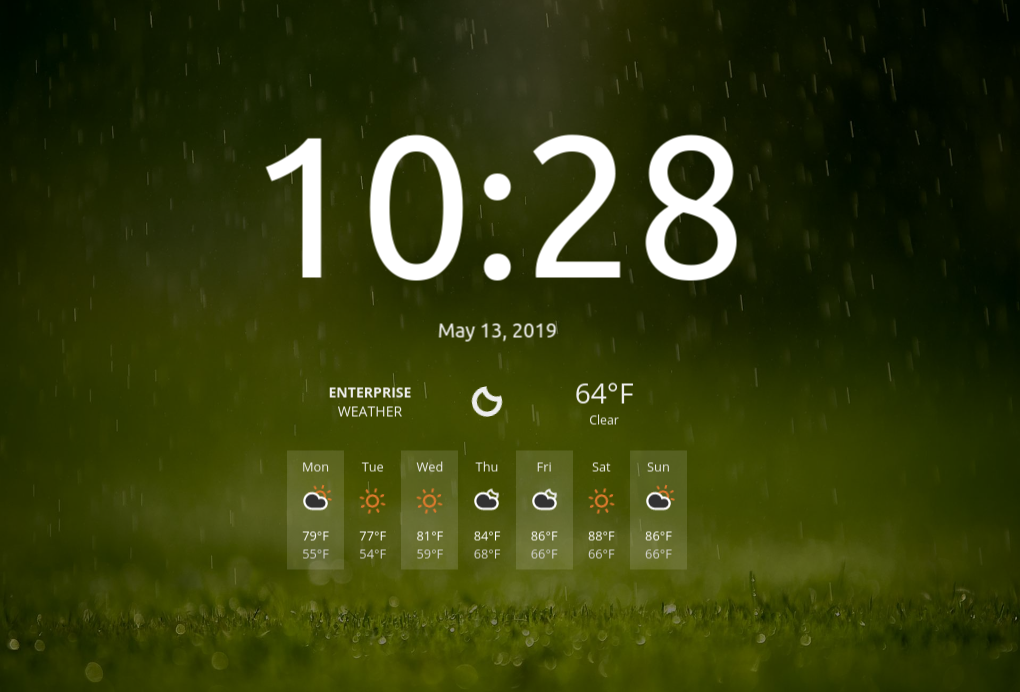 10:28
May 13, 2019
ENTERPRISE
WEATHER
64°F
Clear
Mon Tue Wed Thu Fri Sat Sun
79°F 77°F 81°F 84°F 86°F 88°F 86°F
55°F 54°F 59°F 68°F 66°F 66°F 66°F